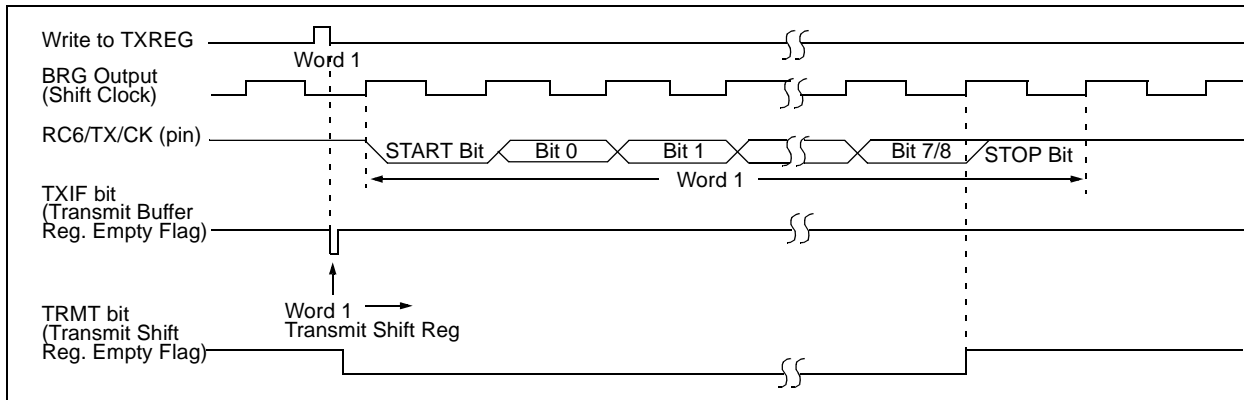 Write to TXREG
Word 1
BRG Output
(Shift Clock)
RC6/TX/CK (pin)
START Bit
Bit 0
Bit 1
Bit 7/8
STOP Bit
Word 1
TXIF bit
(Transmit Buffer
Reg. Empty Flag)
Word 1
Transmit Shift Reg
TRMT bit
(Transmit Shift
Reg. Empty Flag)